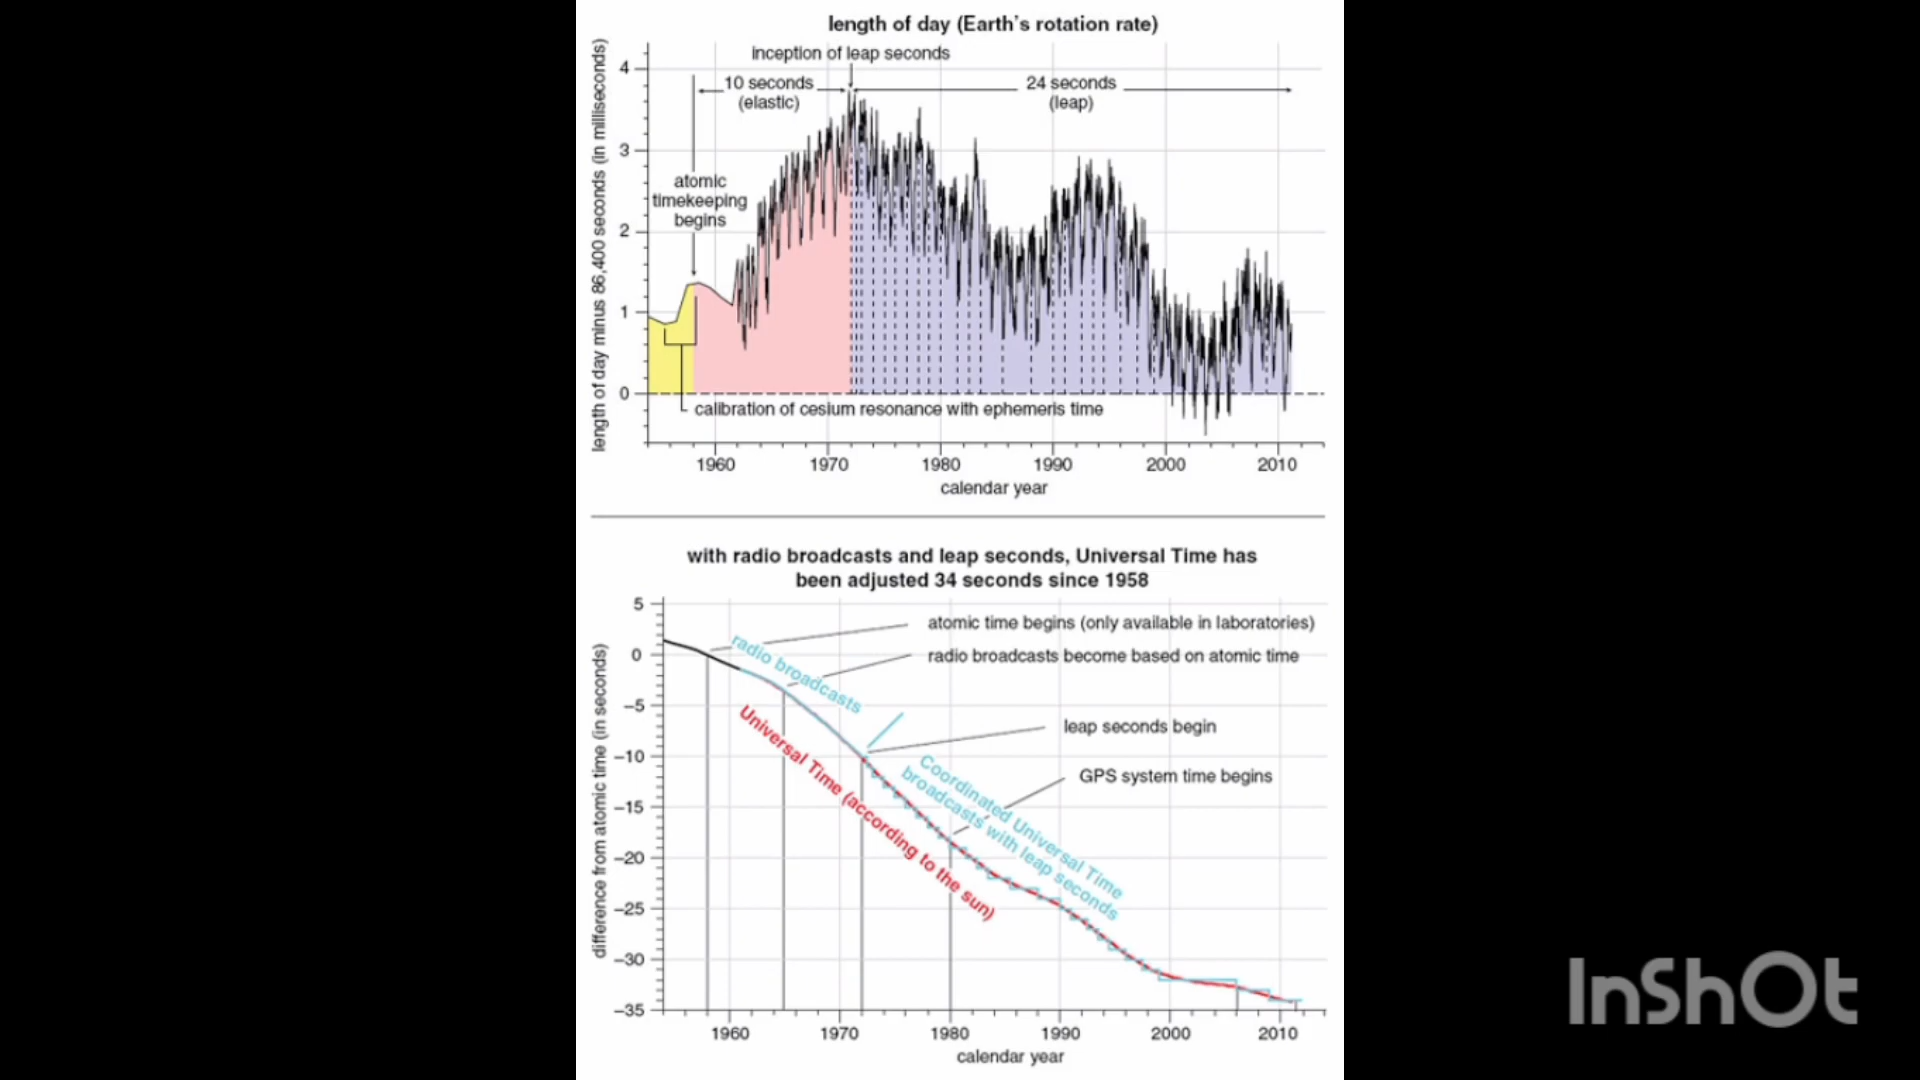 length of day (Earth's rotation rate)
inception of leap seconds
10 seconds
(elastic)
24 seconds
(leap)
atomic
timekeeping
begins
length of day minus 86,400 seconds (in milliseconds)
4
3
2
1
0
calibration of cesium resonance with ephemeris time
1960 1970 1980 1990 2000 2010
calendar year
with radio broadcasts and leap seconds, Universal Time has
been adjusted 34 seconds since 1958
difference from atomic time (in seconds)
5
0
−5
−10
−15
−20
−25
−30
−35
atomic time begins (only available in laboratories)
radio broadcasts become based on atomic time
radio broadcasts
leap seconds begin
GPS system time begins
Universal Time (according to the sun)
Coordinated Universal Time
broadcasts with leap seconds
1960 1970 1980 1990 2000 2010
calendar year
InShOt